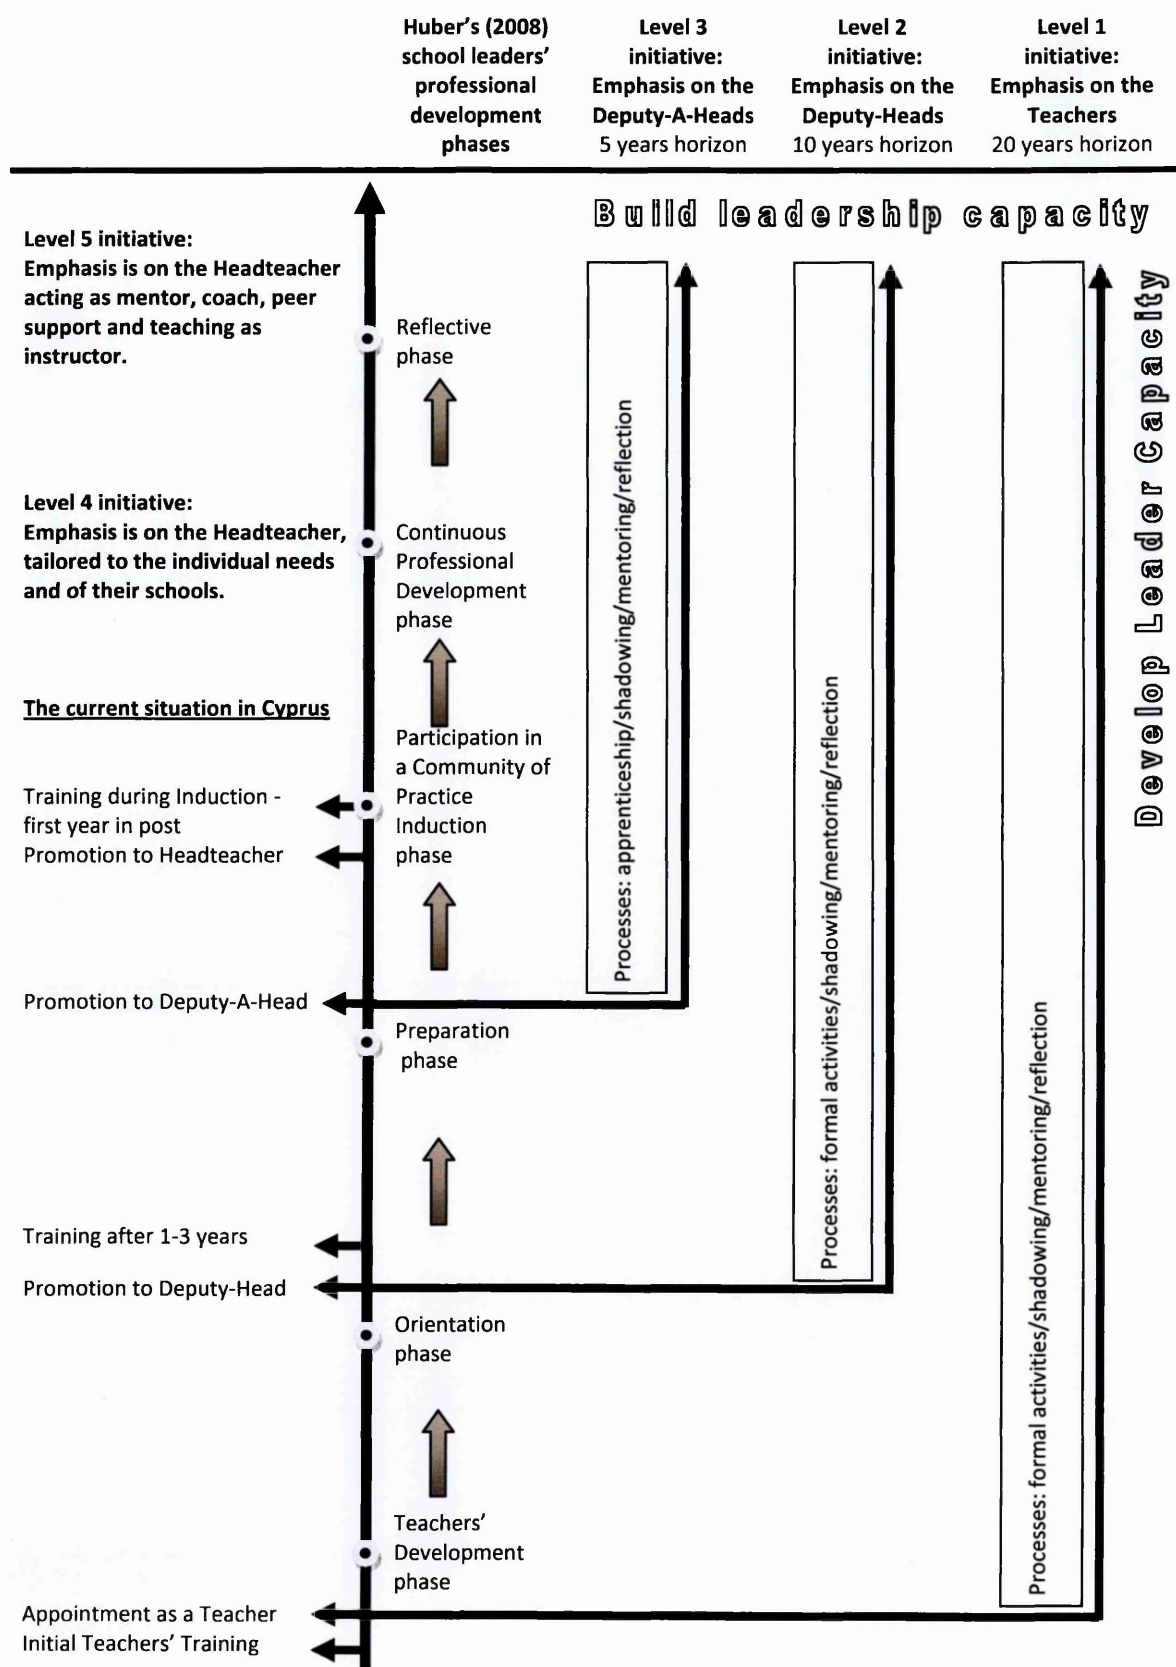 Huber's (2008)
school leaders'
professional
development
phases
Level 3
initiative:
Emphasis on the
Deputy-A-Heads
5 years horizon
Level 2
initiative:
Emphasis on the
Deputy-Heads
10 years horizon
Level 1
initiative:
Emphasis on the
Teachers
20 years horizon
Build leadership capacity
Develop Leader Capacity
Level 5 initiative:
Emphasis is on the Headteacher
acting as mentor, coach, peer
support and teaching as
instructor.
Reflective
phase
Level 4 initiative:
Emphasis is on the Headteacher,
tailored to the individual needs
and of their schools.
Continuous
Professional
Development
phase
The current situation in Cyprus
Participation in
a Community of
Practice
Induction
phase
Training during Induction -
first year in post
Promotion to Headteacher
Promotion to Deputy-A-Head
Preparation
phase
Training after 1-3 years
Promotion to Deputy-Head
Orientation
phase
Teachers'
Development
phase
Appointment as a Teacher
Initial Teachers' Training
Processes: apprenticeship/shadowing/mentoring/reflection
Processes: formal activities/shadowing/mentoring/reflection
Processes: formal activities/shadowing/mentoring/reflection